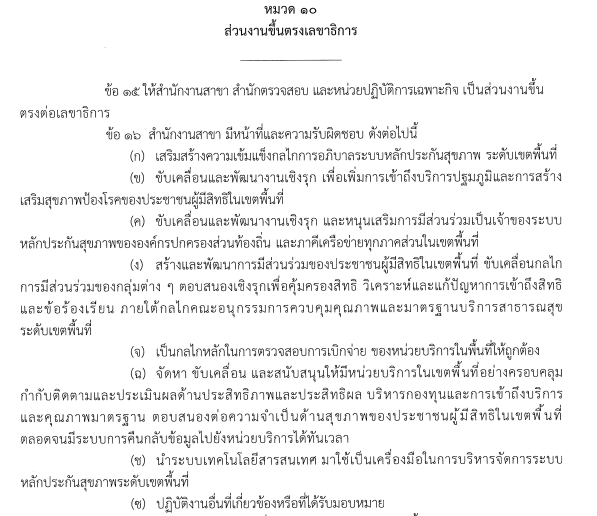 หมวด ๑๐
ส่วนงานขึ้นตรงเลขาธิการ
ข้อ ๑๕ ให้สำนักงานสาขา สำนักตรวจสอบ และหน่วยปฏิบัติการเฉพาะกิจ เป็นส่วนงานขึ้น
ตรงต่อเลขาธิการ
ข้อ ๑๖ สำนักงานสาขา มีหน้าที่และความรับผิดชอบ ดังต่อไปนี้
(ก) เสริมสร้างความเข้มแข็งกลไกการอภิบาลระบบหลักประกันสุขภาพ ระดับเขตพื้นที่
(ข) ขับเคลื่อนและพัฒนางานเชิงรุก เพื่อเพิ่มการเข้าถึงบริการปฐมภูมิและการสร้าง
เสริมสุขภาพป้องโรคของประชาชนผู้มีสิทธิในเขตพื้นที่
(ค) ขับเคลื่อนและพัฒนางานเชิงรุก และหนุนเสริมการมีส่วนร่วมเป็นเจ้าของระบบ
หลักประกันสุขภาพขององค์กรปกครองส่วนท้องถิ่น และภาคีเครือข่ายทุกภาคส่วนในเขตพื้นที่
(ง) สร้างและพัฒนาการมีส่วนร่วมของประชาชนผู้มีสิทธิในเขตพื้นที่ ขับเคลื่อนกลไก
การมีส่วนร่วมของกลุ่มต่าง ๆ ตอบสนองเชิงรุกเพื่อคุ้มครองสิทธิ วิเคราะห์และแก้ปัญหาการเข้าถึงสิทธิ
และข้อร้องเรียน ภายใต้กลไกคณะอนุกรรมการควบคุมคุณภาพและมาตรฐานบริการสาธารณสุข
ระดับเขตพื้นที่
(จ) เป็นกลไกหลักในการตรวจสอบการเบิกจ่าย ของหน่วยบริการในพื้นที่ให้ถูกต้อง
(ฉ) จัดหา ขับเคลื่อน และสนับสนุนให้มีหน่วยบริการในเขตพื้นที่อย่างครอบคลุม
กำกับติดตามและประเมินผลด้านประสิทธิภาพและประสิทธิผล บริหารกองทุนและการเข้าถึงบริการ
และคุณภาพมาตรฐาน ตอบสนองต่อความจำเป็นด้านสุขภาพของประชาชนผู้มีสิทธิในเขตพื้นที่
ตลอดจนมีระบบการคืนกลับข้อมูลไปยังหน่วยบริการได้ทันเวลา
(ช) นำระบบเทคโนโลยีสารสนเทศ มาใช้เป็นเครื่องมือในการบริหารจัดการระบบ
หลักประกันสุขภาพระดับเขตพื้นที่
(ซ) ปฏิบัติงานอื่นที่เกี่ยวข้องหรือที่ได้รับมอบหมาย